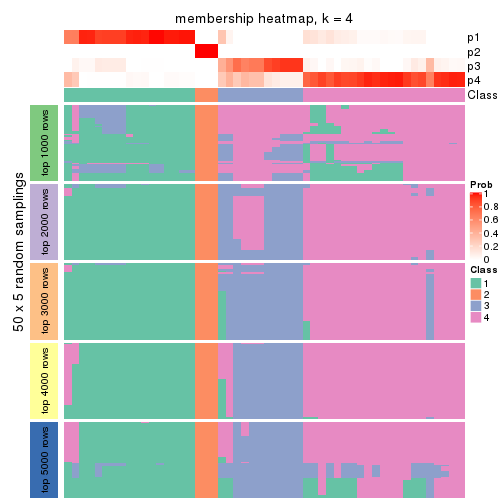 membership heatmap, k = 4
p1
p2
p3
p4
Class
50 x 5 random samplings
top 1000 rows
top 2000 rows
top 3000 rows
top 4000 rows
top 5000 rows
Prob
1
0.8
0.6
0.4
0.2
0
Class
1
2
3
4